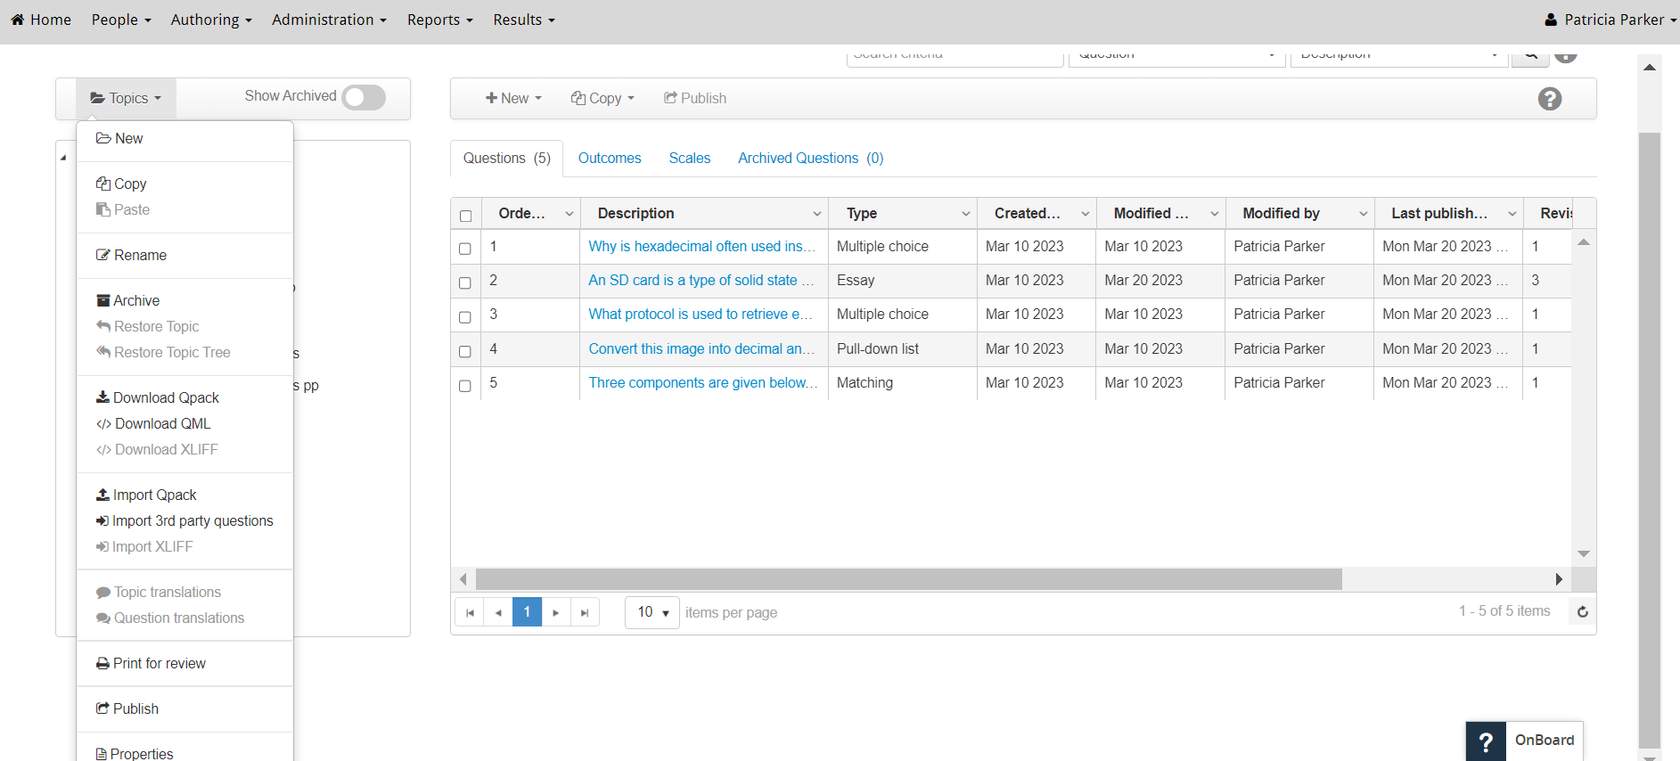 Home People Authoring Administration Reports Results Patricia Parker
Search criteria Question Description
Topics Show Archived
New Copy Publish
New
Copy
Paste
Rename
Archive
Restore Topic
Restore Topic Tree
Download Qpack
Download QML
Download XLIFF
Import Qpack
Import 3rd party questions
Import XLIFF
Topic translations
Question translations
Print for review
Publish
Properties
s
s pp
Questions (5) Outcomes Scales Archived Questions (0)
Orde... Description Type Created... Modified ... Modified by Last publish... Revis
1 Why is hexadecimal often used ins... Multiple choice Mar 10 2023 Mar 10 2023 Patricia Parker Mon Mar 20 2023 ... 1
2 An SD card is a type of solid state ... Essay Mar 10 2023 Mar 20 2023 Patricia Parker Mon Mar 20 2023 ... 3
3 What protocol is used to retrieve e... Multiple choice Mar 10 2023 Mar 10 2023 Patricia Parker Mon Mar 20 2023 ... 1
4 Convert this image into decimal an... Pull-down list Mar 10 2023 Mar 10 2023 Patricia Parker Mon Mar 20 2023 ... 1
5 Three components are given below... Matching Mar 10 2023 Mar 10 2023 Patricia Parker Mon Mar 20 2023 ... 1
1 10 items per page 1 - 5 of 5 items
? OnBoard